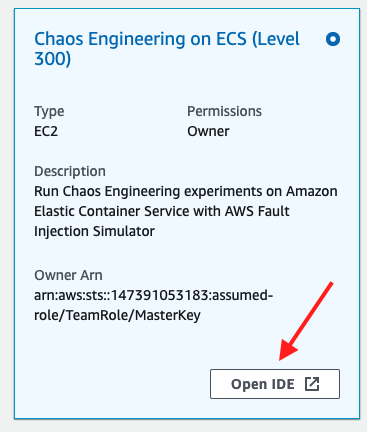 Chaos Engineering on ECS (Level
300)
Type
Permissions
EC2
Owner
Description
Run Chaos Engineering experiments on Amazon
Elastic Container Service with AWS Fault
Injection Simulator
Owner Arn
arn:aws:sts::147391053183:assumed-
role/TeamRole/MasterKey
Open IDE